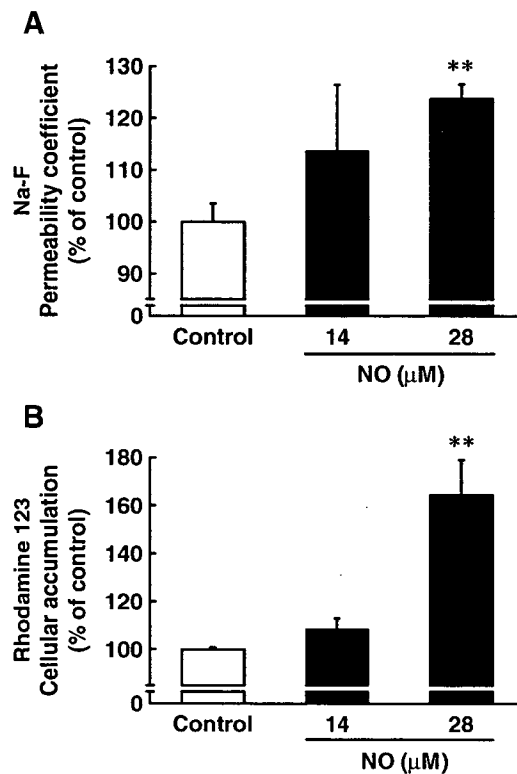 A
Na-F
Permeability coefficient
(% of control)
130
120
110
100
90
0
**
Control
14
28
NO (μM)
B
Rhodamine 123
Cellular accumulation
(% of control)
180
160
140
120
100
0
**
Control
14
28
NO (μM)